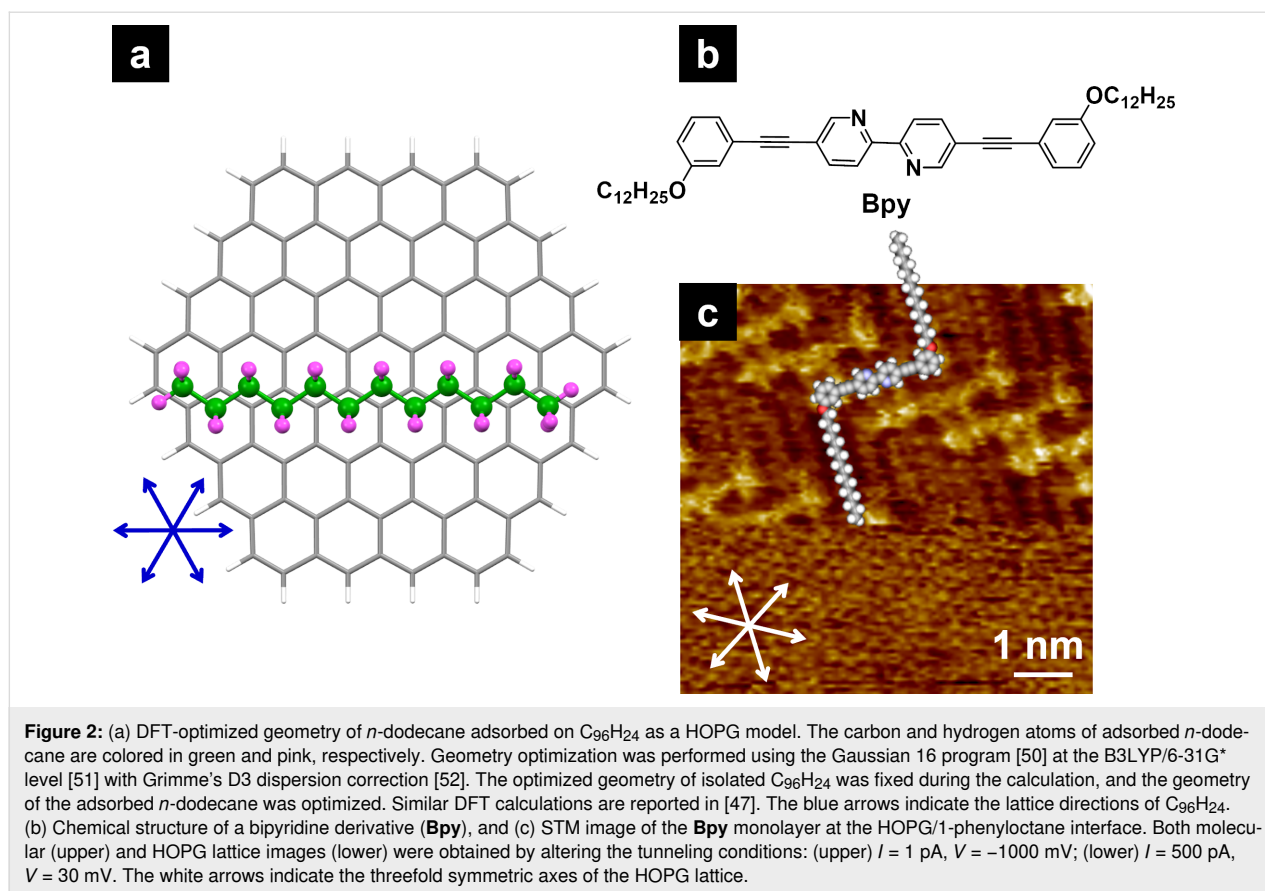 a
b
OC12H25
N
N
C12H25O
Bpy
c
1 nm
Figure 2: (a) DFT-optimized geometry of n-dodecane adsorbed on C96H24 as a HOPG model. The carbon and hydrogen atoms of adsorbed n-dode-
cane are colored in green and pink, respectively. Geometry optimization was performed using the Gaussian 16 program [50] at the B3LYP/6-31G*
level [51] with Grimme's D3 dispersion correction [52]. The optimized geometry of isolated C96H24 was fixed during the calculation, and the geometry
of the adsorbed n-dodecane was optimized. Similar DFT calculations are reported in [47]. The blue arrows indicate the lattice directions of C96H24.
(b) Chemical structure of a bipyridine derivative (Bpy), and (c) STM image of the Bpy monolayer at the HOPG/1-phenyloctane interface. Both molecu-
lar (upper) and HOPG lattice images (lower) were obtained by altering the tunneling conditions: (upper) I = 1 pA, V = −1000 mV; (lower) I = 500 pA,
V = 30 mV. The white arrows indicate the threefold symmetric axes of the HOPG lattice.